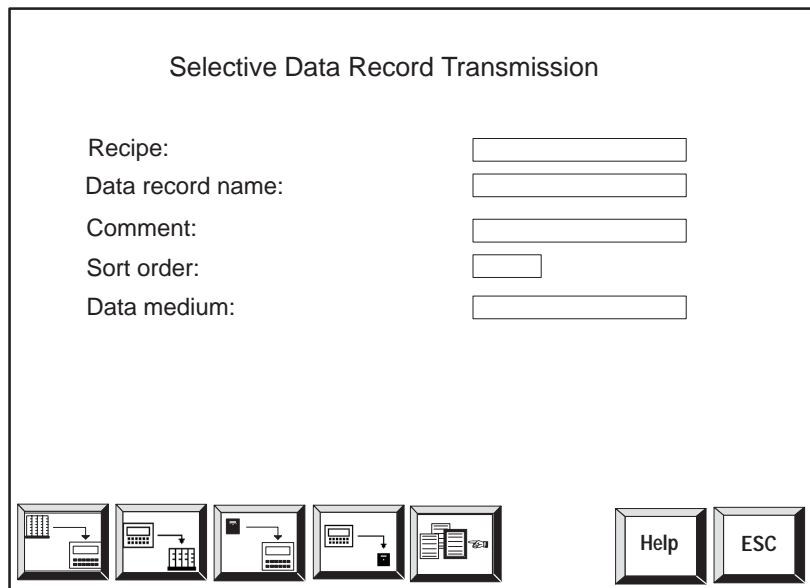 Selective Data Record Transmission
Recipe:
Data record name:
Comment:
Sort order:
Data medium:
Help ESC